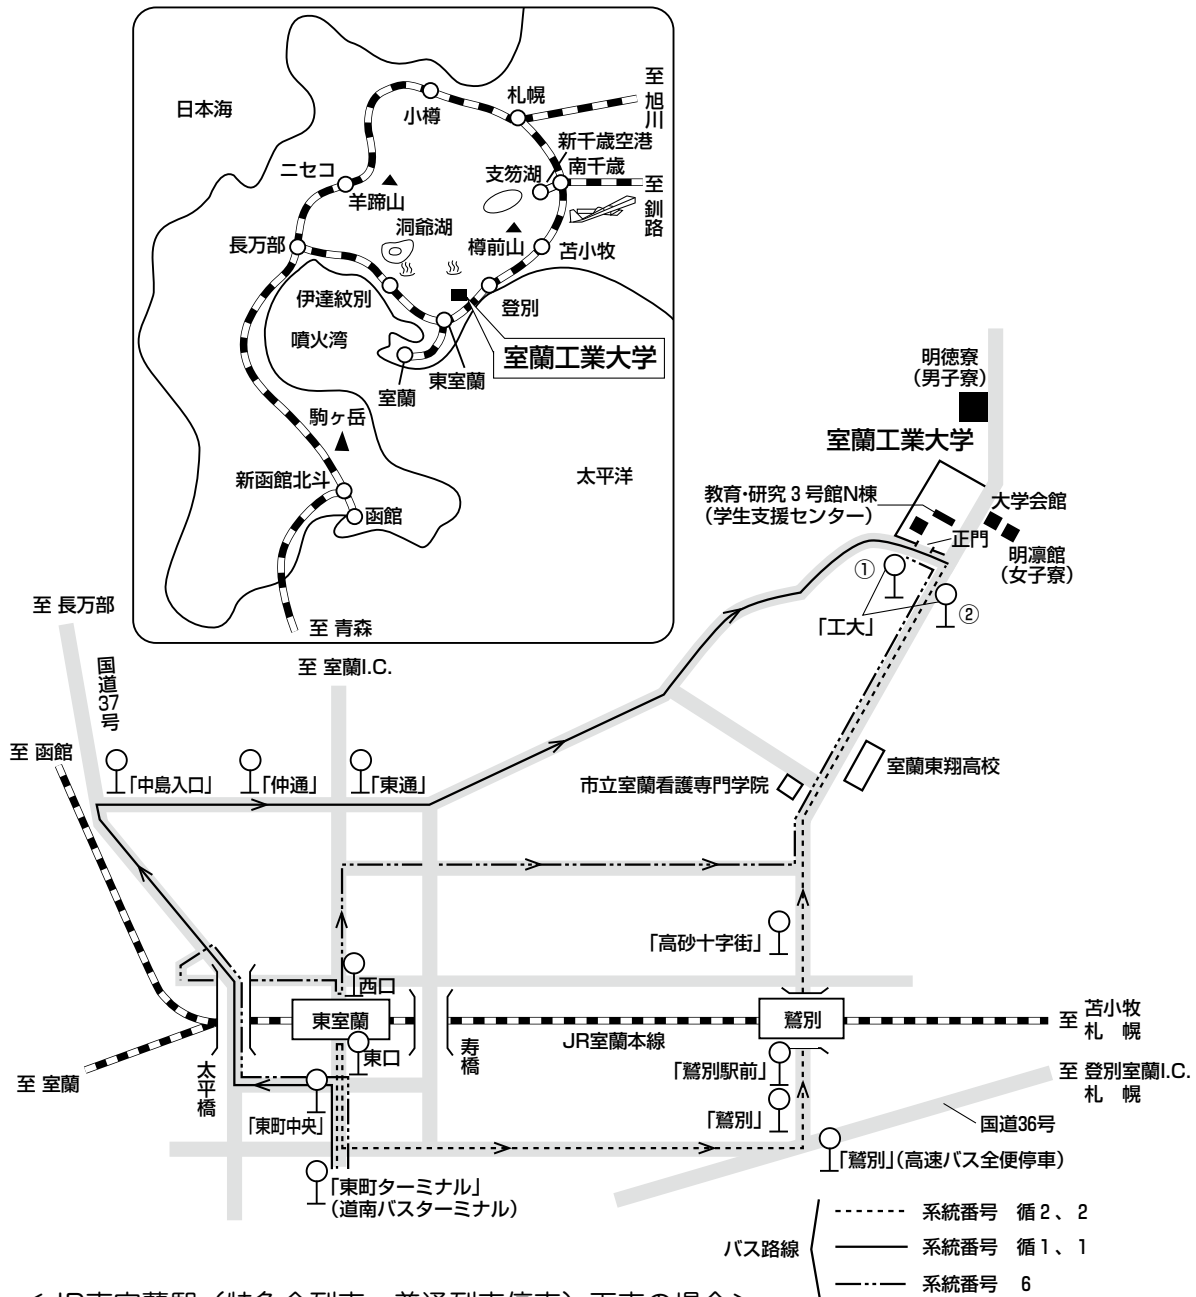 日本海
小樽
札幌
至 旭川
新千歳空港
南千歳
支笏湖
至 釧路
ニセコ
羊蹄山
洞爺湖
樽前山
苫小牧
長万部
伊達紋別
登別
噴火湾
室蘭工業大学
東室蘭
室蘭
駒ヶ岳
新函館北斗
函館
太平洋
至 青森
明徳寮
(男子寮)
室蘭工業大学
教育・研究3号館N棟
(学生支援センター)
大学会館
正門
明凛館
(女子寮)
①
②
「工大」
至 長万部
至 室蘭I.C.
国道37号
至 函館
「中島入口」
「仲通」
「東通」
市立室蘭看護専門学院
室蘭東翔高校
「高砂十字街」
西口
東室蘭
東口
寿橋
JR室蘭本線
鷲別
至 苫小牧
札 幌
至 室蘭
太平橋
「東町中央」
「鷲別駅前」
「鷲別」
至 登別室蘭I.C.
札 幌
国道36号
「鷲別」(高速バス全便停車)
「東町ターミナル」
(道南バスターミナル)
バス路線
系統番号 循2、2
系統番号 循1、1
系統番号 6